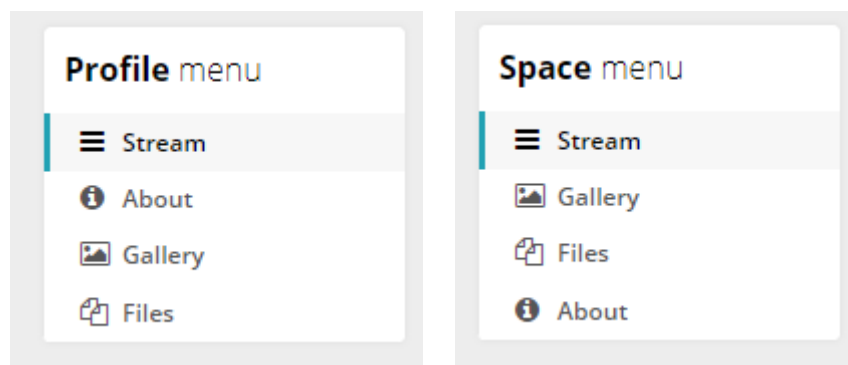 Profile menu
Stream
About
Gallery
Files
Space menu
Stream
Gallery
Files
About